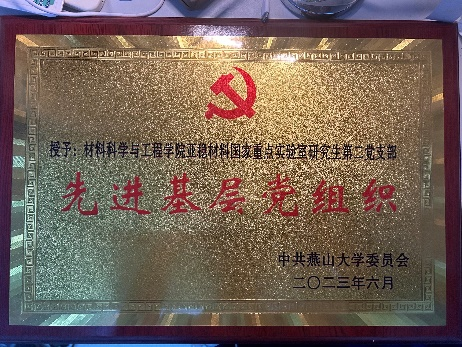 授予：材料科学与工程学院亚稳材料国家重点实验室研究生第二党支部
先进基层党组织
中共燕山大学委员会
二〇二三年六月